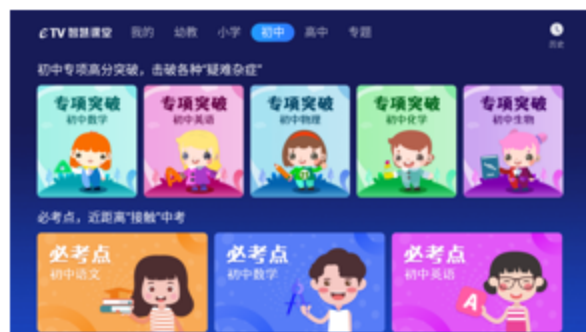 CTV 智慧课堂 我的 幼教 小学 初中 高中 专题
历史
初中专项高分突破，击破各种"疑难杂症"
专项突破 专项突破 专项突破 专项突破 专项突破
初中数学 初中英语 初中物理 初中化学 初中生物
必考点，近距离"接触"中考
必考点 必考点 必考点
初中语文 初中数学 初中英语
A